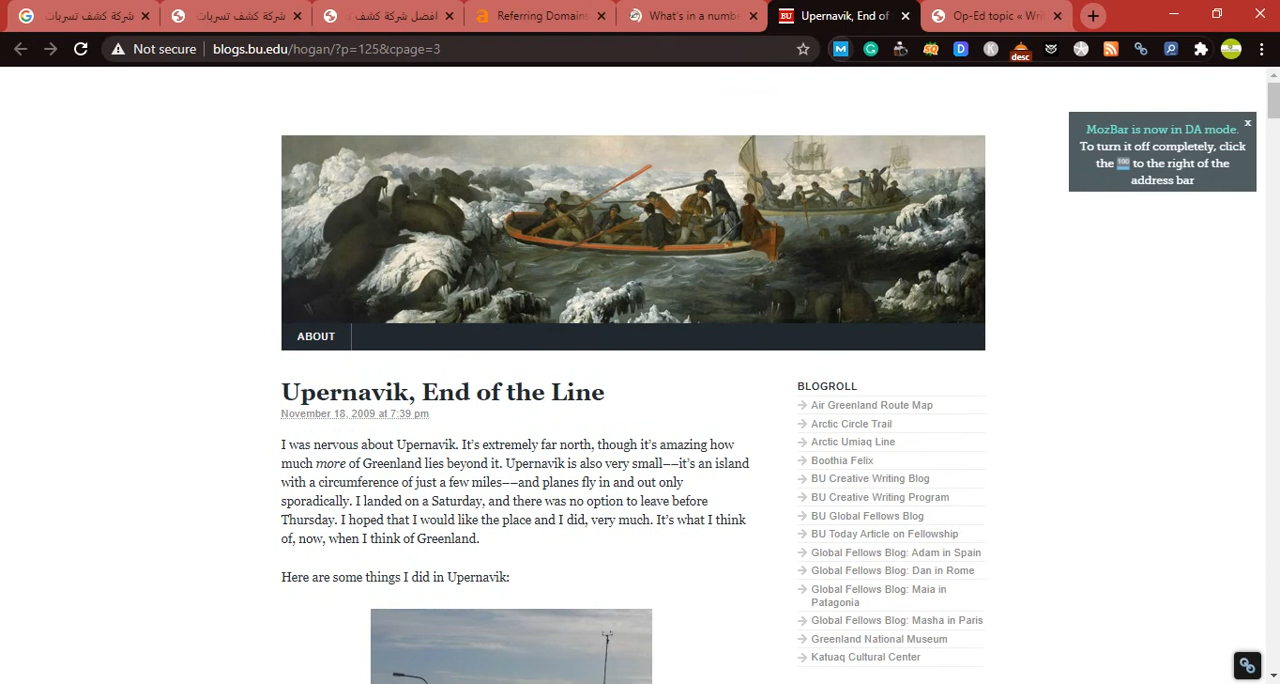 شركة كشف تسربات
شركة كشف تسربات
افضل شركة كشف ت
Referring Domain
What's in a numb
Upernavik, End of
Op-Ed topic « Wri
Not secure
blogs.bu.edu/hogan/?p=125&cpage=3
desc
MozBar is now in DA mode.
To turn it off completely, click
the to the right of the
address bar
ABOUT
Upernavik, End of the Line
November 18, 2009 at 7:39 pm
I was nervous about Upernavik. It's extremely far north, though it's amazing how
much more of Greenland lies beyond it. Upernavik is also very small––it's an island
with a circumference of just a few miles––and planes fly in and out only
sporadically. I landed on a Saturday, and there was no option to leave before
Thursday. I hoped that I would like the place and I did, very much. It's what I think
of, now, when I think of Greenland.
Here are some things I did in Upernavik:
BLOGROLL
Air Greenland Route Map
Arctic Circle Trail
Arctic Umiaq Line
Boothia Felix
BU Creative Writing Blog
BU Creative Writing Program
BU Global Fellows Blog
BU Today Article on Fellowship
Global Fellows Blog: Adam in Spain
Global Fellows Blog: Dan in Rome
Global Fellows Blog: Maia in
Patagonia
Global Fellows Blog: Masha in Paris
Greenland National Museum
Katuaq Cultural Center